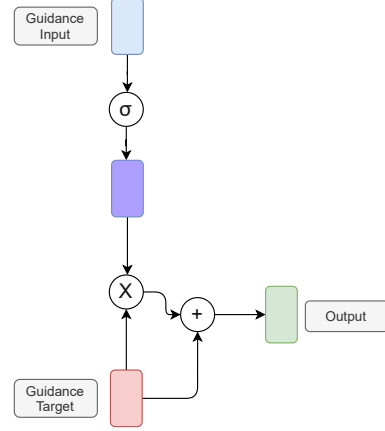 Guidance
Input
σ
X
+
Output
Guidance
Target